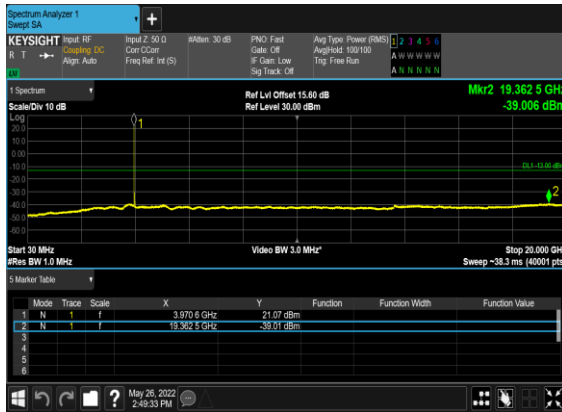 Spectrum Analyzer 1
Swept SA
+
KEYSIGHT Input: RF Input Z: 50 Ω #Atten: 30 dB PNO: Fast Avg Type: Power (RMS) 1 2 3 4 5 6
R T Coupling: DC Corr CCorr Gate: Off Avg|Hold: 100/100 A W W W W W
Align: Auto Freq Ref: Int (S) IF Gain: Low Trig: Free Run
Sig Track: Off A N N N N N
1 Spectrum Ref Lvl Offset 15.60 dB Mkr2 19.362 5 GHz
Scale/Div 10 dB Ref Level 30.00 dBm -39.006 dBm
Log
20.0
10.0
0.00
-10.0
-20.0
-30.0
-40.0
-50.0
-60.0
1
DL1 -13.00 dBm
2
Start 30 MHz Video BW 3.0 MHz* Stop 20.000 GHz
#Res BW 1.0 MHz Sweep ~38.3 ms (40001 pts)
5 Marker Table
Mode Trace Scale X Y Function Function Width Function Value
1 N 1 f 3.970 6 GHz 21.07 dBm
2 N 1 f 19.362 5 GHz -39.01 dBm
3
4
5
6
? May 26, 2022
2:49:33 PM